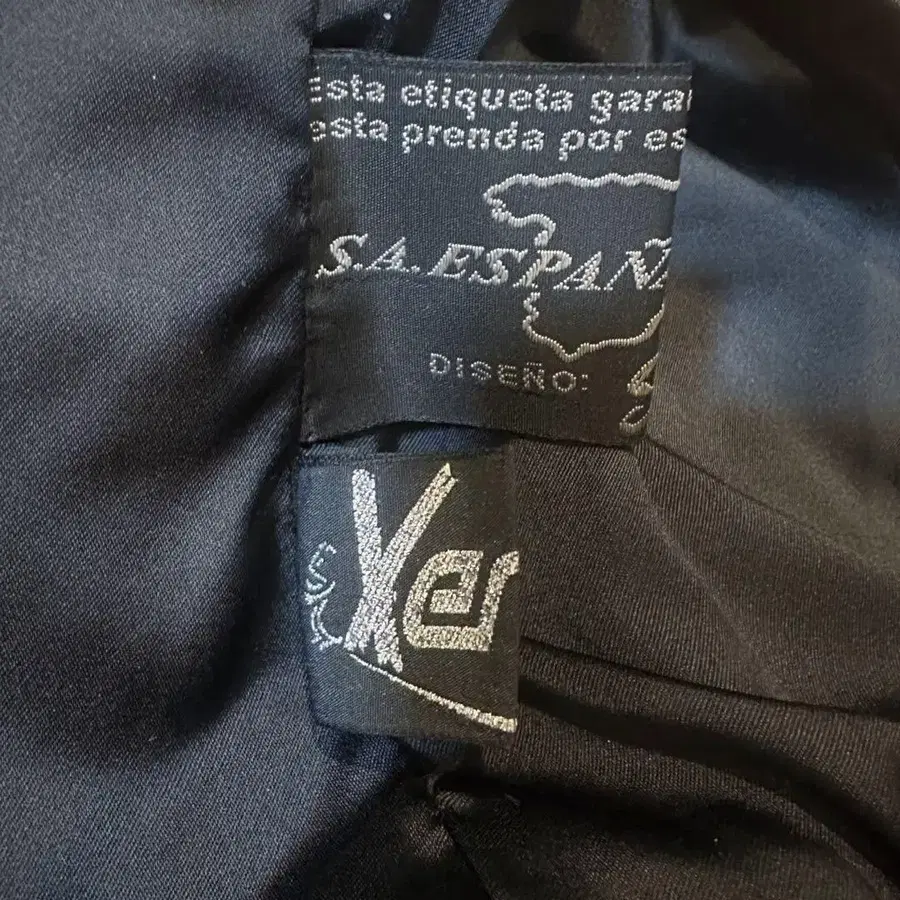 Esta etiqueta gara
esta prenda por es
S.A. ESPAÑ
DISEÑO:
Xer